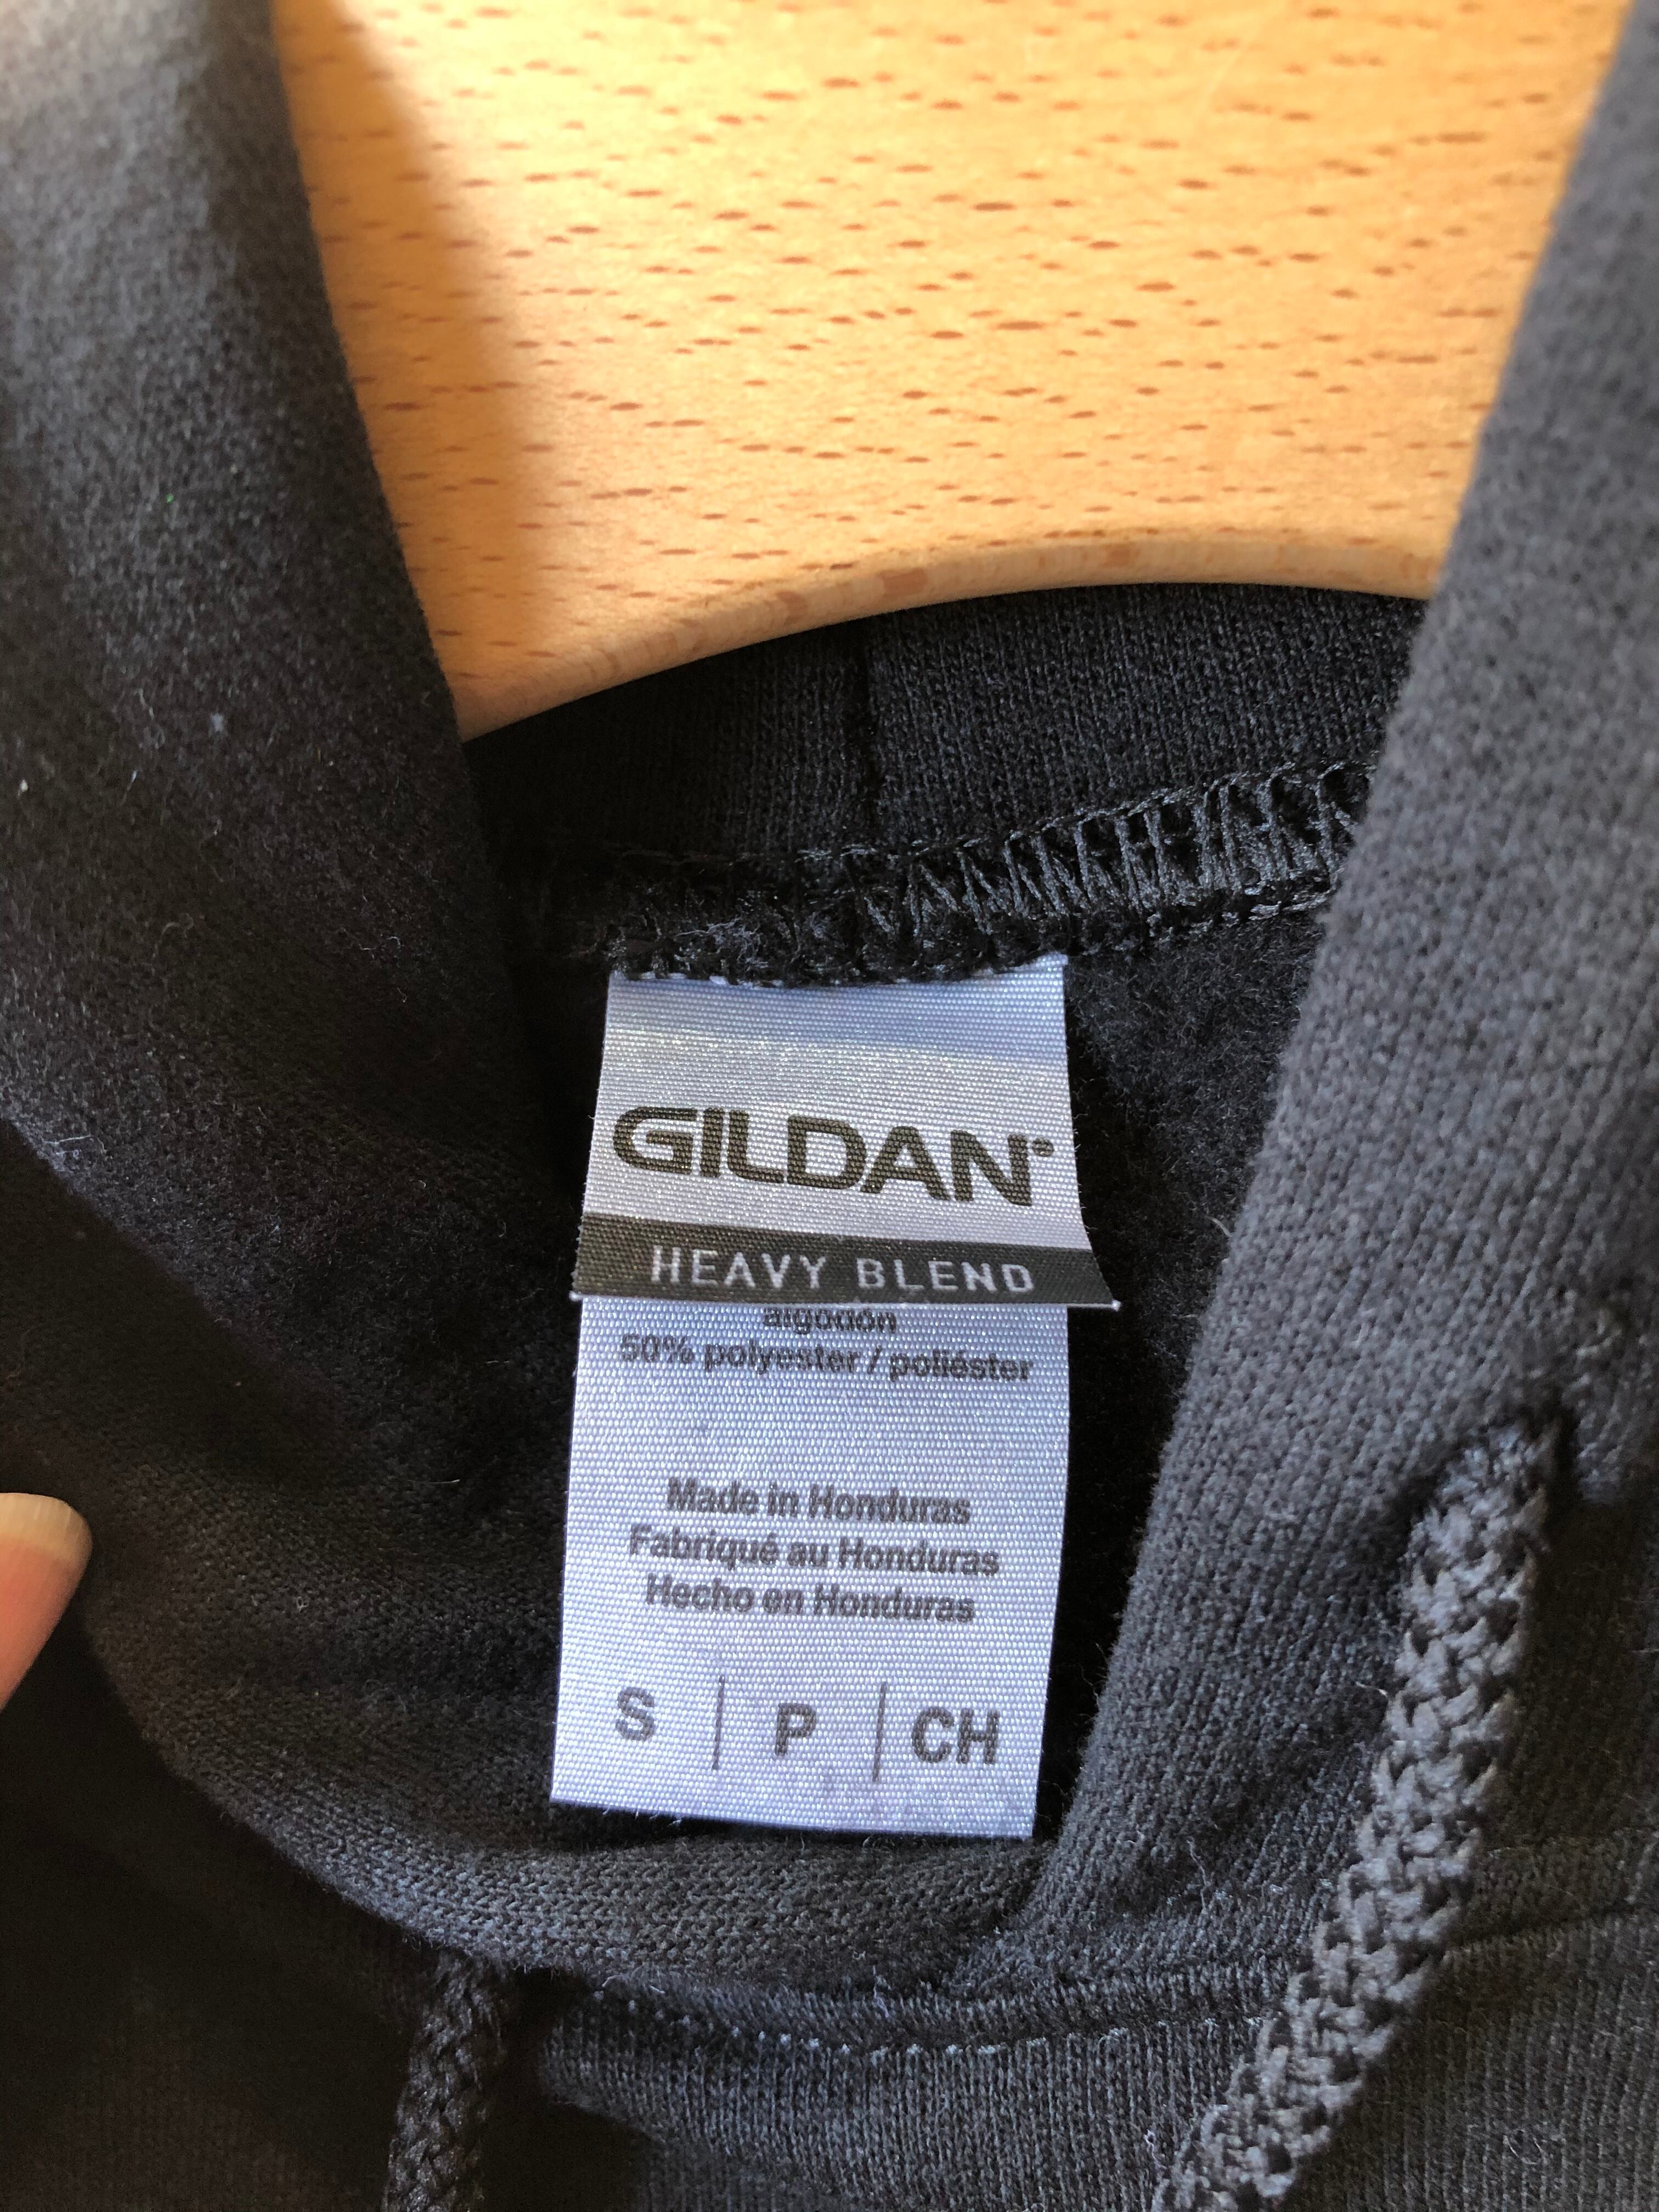 GILDAN®
HEAVY BLEND
algodón
50% polyester / poliéster
Made in Honduras
Fabriqué au Honduras
Hecho en Honduras
S | P | CH